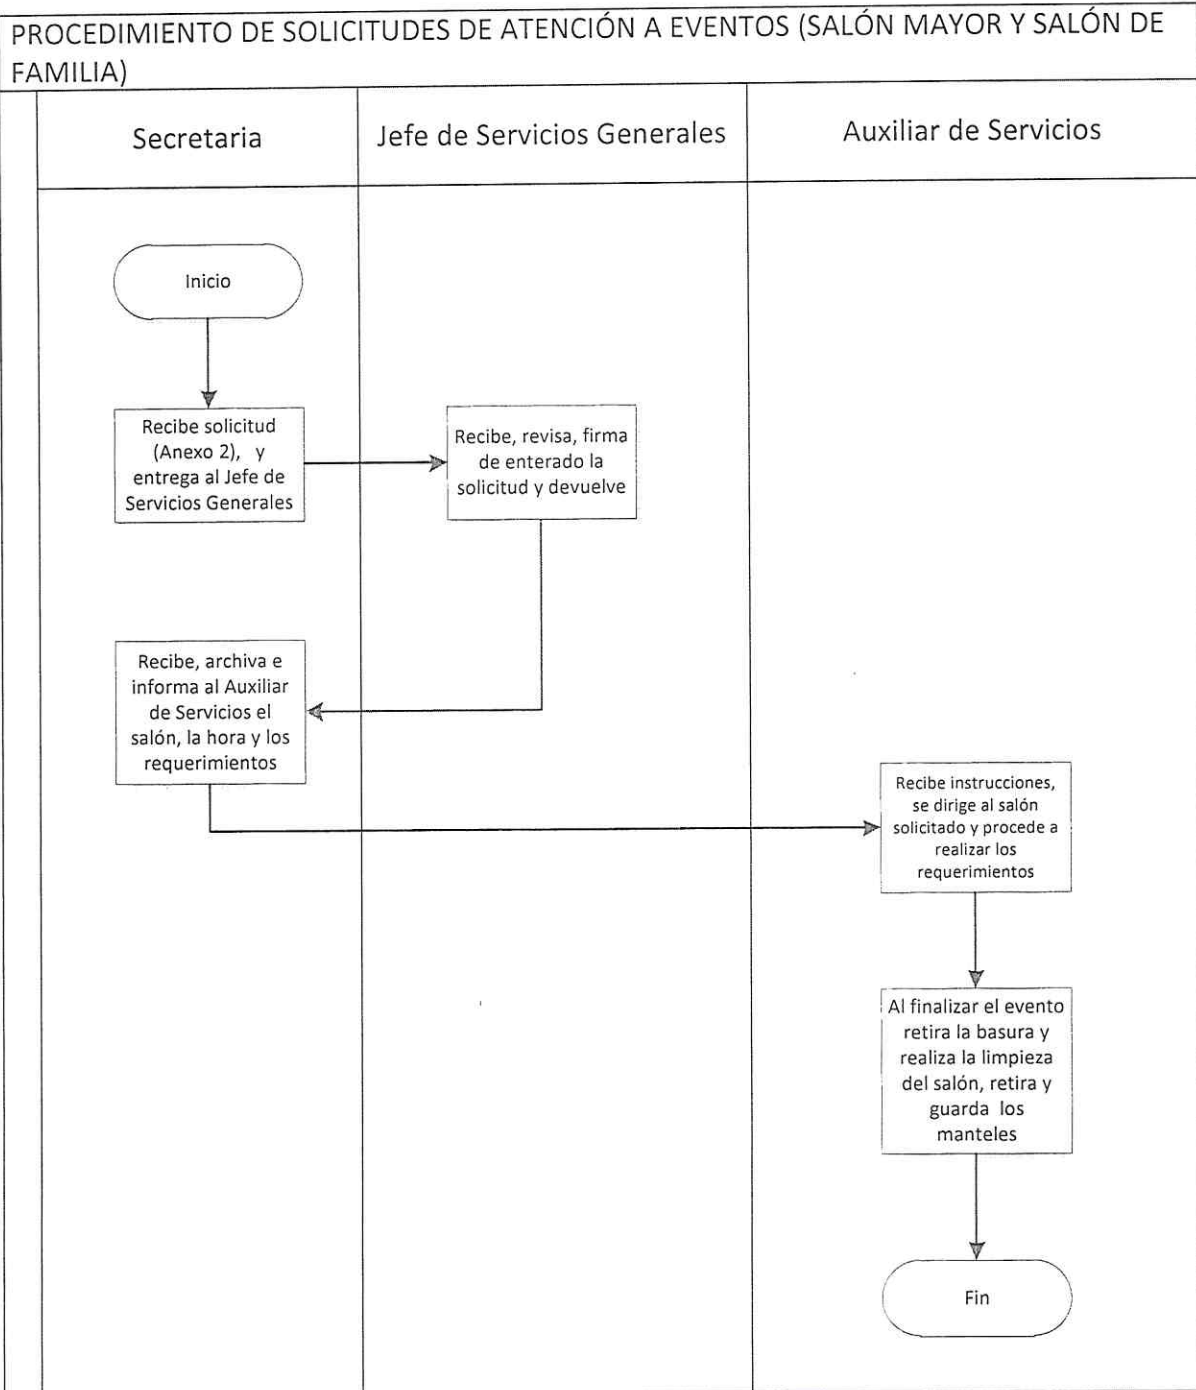 PROCEDIMIENTO DE SOLICITUDES DE ATENCIÓN A EVENTOS (SALÓN MAYOR Y SALÓN DE
FAMILIA)
Secretaria
Jefe de Servicios Generales
Auxiliar de Servicios
Inicio
Recibe solicitud
(Anexo 2), y
entrega al Jefe de
Servicios Generales
Recibe, revisa, firma
de enterado la
solicitud y devuelve
Recibe, archiva e
informa al Auxiliar
de Servicios el
salón, la hora y los
requerimientos
Recibe instrucciones,
se dirige al salón
solicitado y procede a
realizar los
requerimientos
Al finalizar el evento
retira la basura y
realiza la limpieza
del salón, retira y
guarda los
manteles
Fin